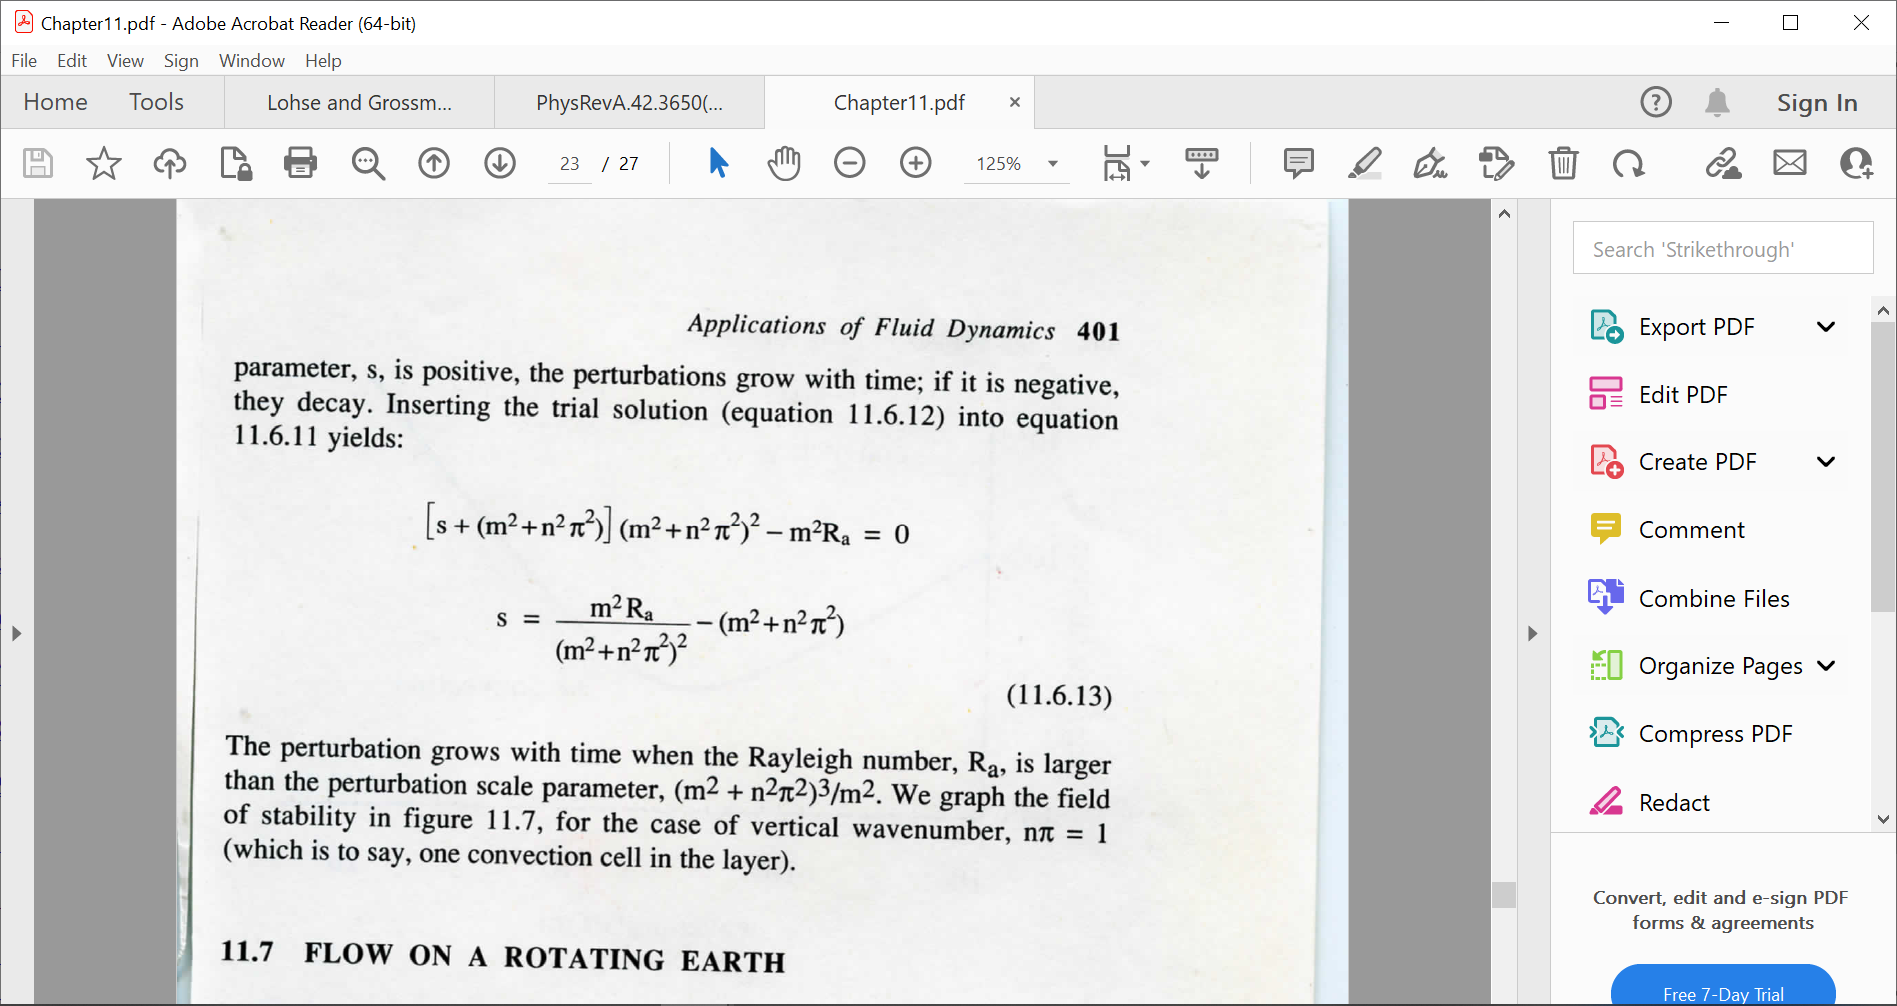 Chapter11.pdf - Adobe Acrobat Reader (64-bit)
File Edit View Sign Window Help
Home Tools Lohse and Grossm... PhysRevA.42.3650(... Chapter11.pdf × Sign In
23 / 27 125%
Search 'Strikethrough'
Export PDF
Edit PDF
Create PDF
Comment
Combine Files
Organize Pages
Compress PDF
Redact
Convert, edit and e-sign PDF
forms & agreements
Free 7-Day Trial
Applications of Fluid Dynamics 401
parameter, s, is positive, the perturbations grow with time; if it is negative,
they decay. Inserting the trial solution (equation 11.6.12) into equation
11.6.11 yields:
[s + (m²+n²π²)] (m²+n²π²)² − m²Rₐ = 0
s = m²Rₐ / (m²+n²π²)² − (m²+n²π²)
(11.6.13)
The perturbation grows with time when the Rayleigh number, Rₐ, is larger
than the perturbation scale parameter, (m² + n²π²)³/m². We graph the field
of stability in figure 11.7, for the case of vertical wavenumber, nπ = 1
(which is to say, one convection cell in the layer).
11.7 FLOW ON A ROTATING EARTH